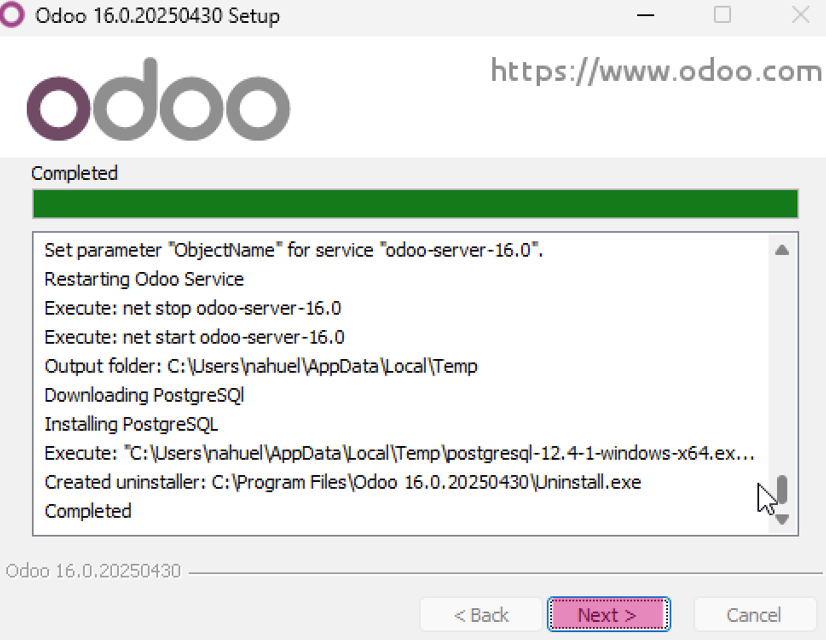 Odoo 16.0.20250430 Setup
odoo
https://www.odoo.com
Completed
Set parameter "ObjectName" for service "odoo-server-16.0".
Restarting Odoo Service
Execute: net stop odoo-server-16.0
Execute: net start odoo-server-16.0
Output folder: C:\Users\nahuel\AppData\Local\Temp
Downloading PostgreSQl
Installing PostgreSQL
Execute: "C:\Users\nahuel\AppData\Local\Temp\postgresql-12.4-1-windows-x64.ex...
Created uninstaller: C:\Program Files\Odoo 16.0.20250430\Uninstall.exe
Completed
Odoo 16.0.20250430
< Back
Next >
Cancel